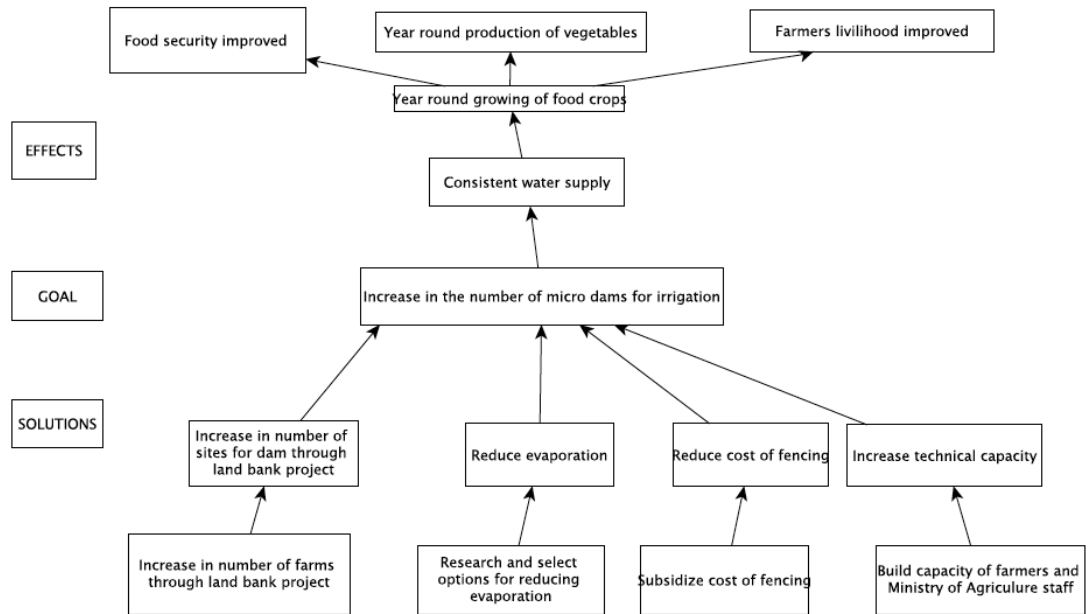 Food security improved
Year round production of vegetables
Farmers livilihood improved
Year round growing of food crops
EFFECTS
Consistent water supply
GOAL
Increase in the number of micro dams for irrigation
SOLUTIONS
Increase in number of
sites for dam through
land bank project
Reduce evaporation
Reduce cost of fencing
Increase technical capacity
Increase in number of farms
through land bank project
Research and select
options for reducing
evaporation
Subsidize cost of fencing
Build capacity of farmers and
Ministry of Agriculure staff